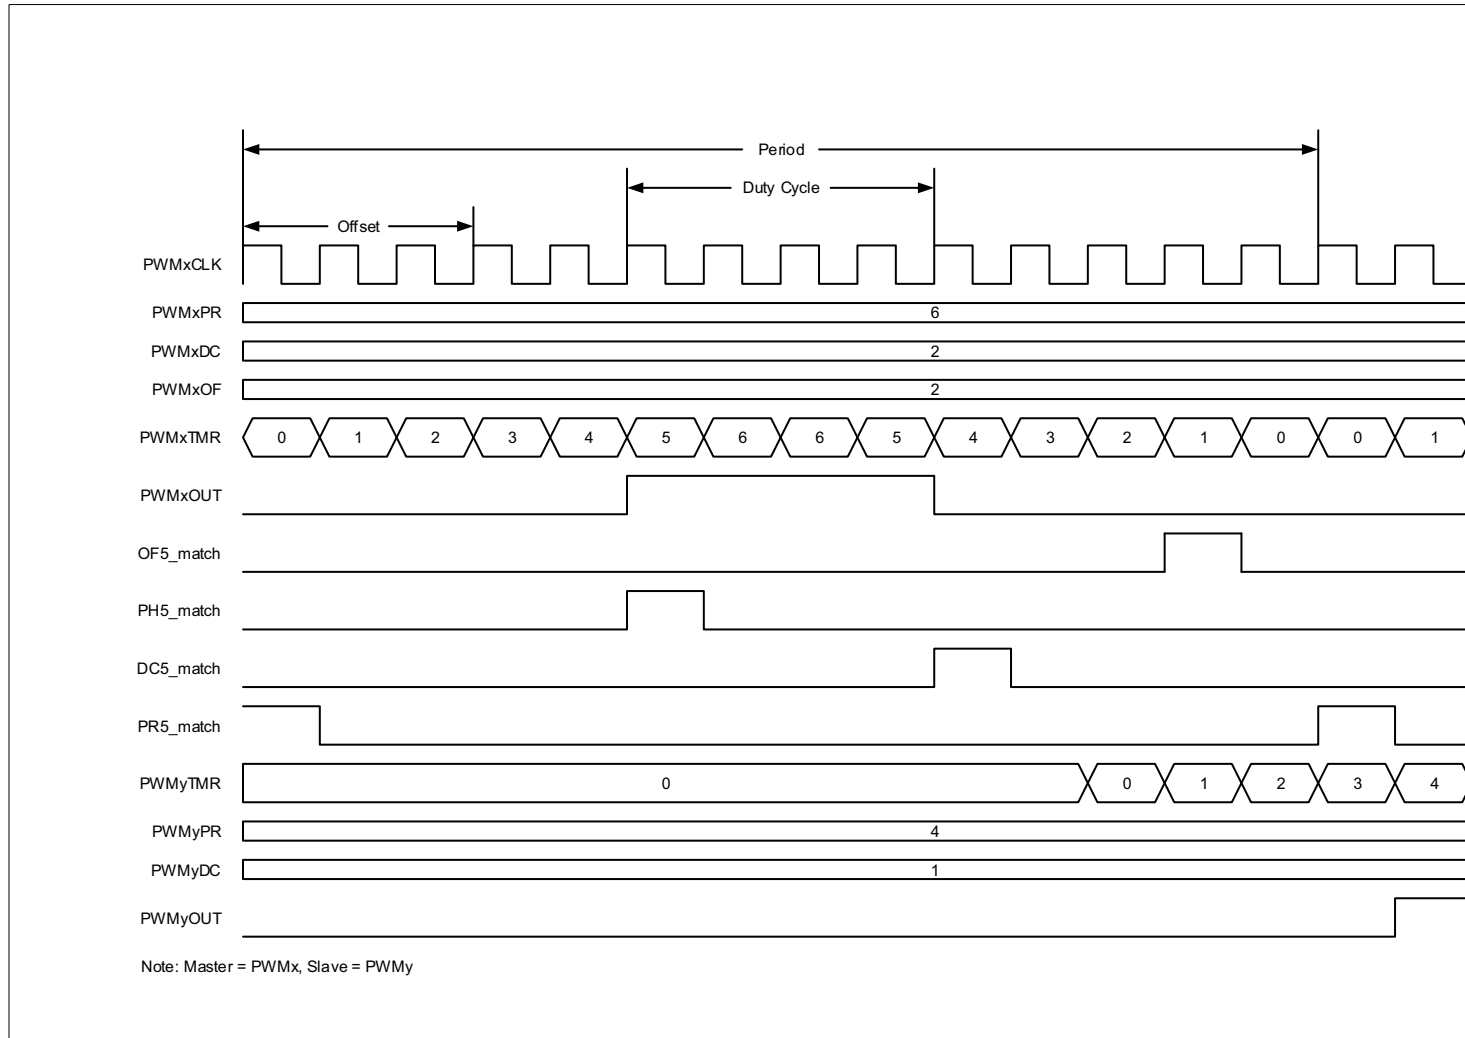 Period
Duty Cycle
Offset
PWMxCLK
PWMxPR 6
PWMxDC 2
PWMxOF 2
PWMxTMR 0 1 2 3 4 5 6 6 5 4 3 2 1 0 0 1
PWMxOUT
OF5_match
PH5_match
DC5_match
PR5_match
PWMyTMR 0 0 1 2 3 4
PWMyPR 4
PWMyDC 1
PWMyOUT
Note: Master = PWMx, Slave = PWMy